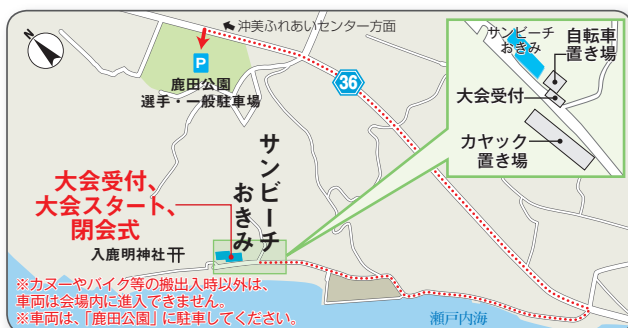 N
沖美ふれあいセンター方面
P
鹿田公園
選手・一般駐車場
36
サンビーチ
おきみ
大会受付、
大会スタート、
閉会式
入鹿明神社
※カヌーやバイク等の搬出入時以外は、
車両は会場内に進入できません。
※車両は、「鹿田公園」に駐車してください。
瀬戸内海
サンビーチ
おきみ
自転車
置き場
大会受付
カヤック
置き場